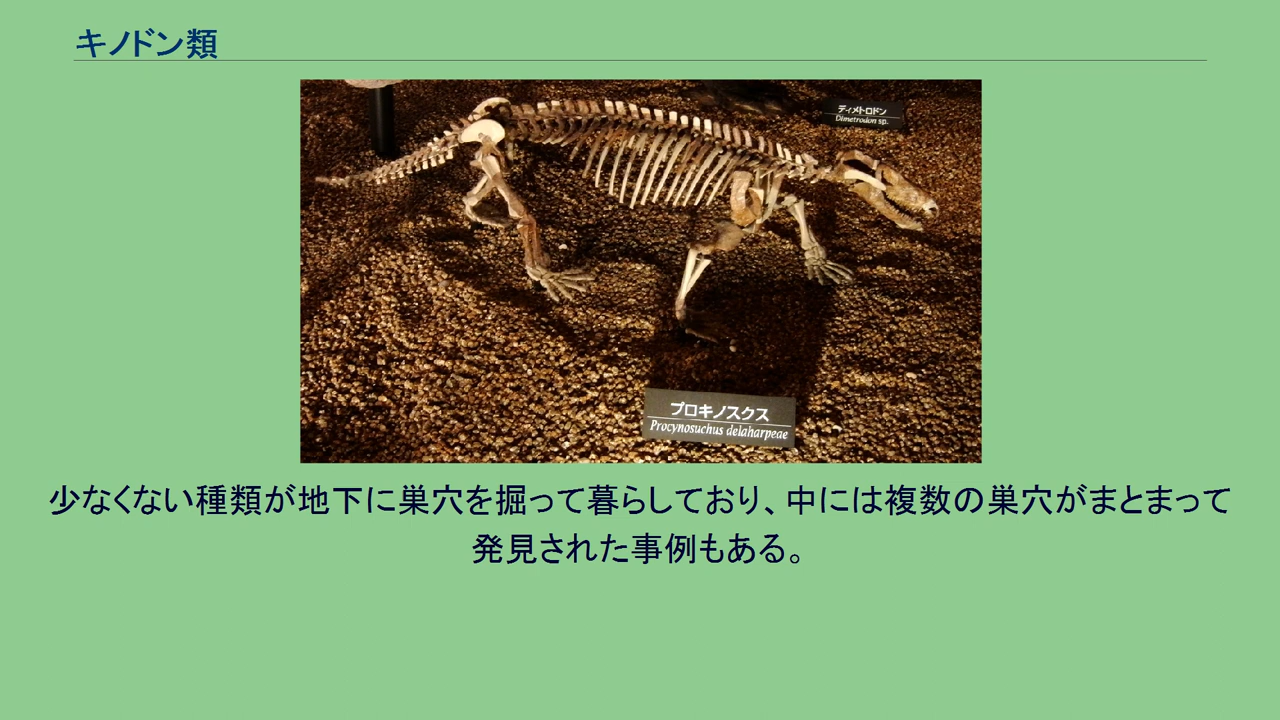 キノドン類
ディメトロドン
Dimetrodon sp.
プロキノスクス
Procynosuchus delaharpeae
少なくない種類が地下に巣穴を掘って暮らしており、中には複数の巣穴がまとまって
発見された事例もある。